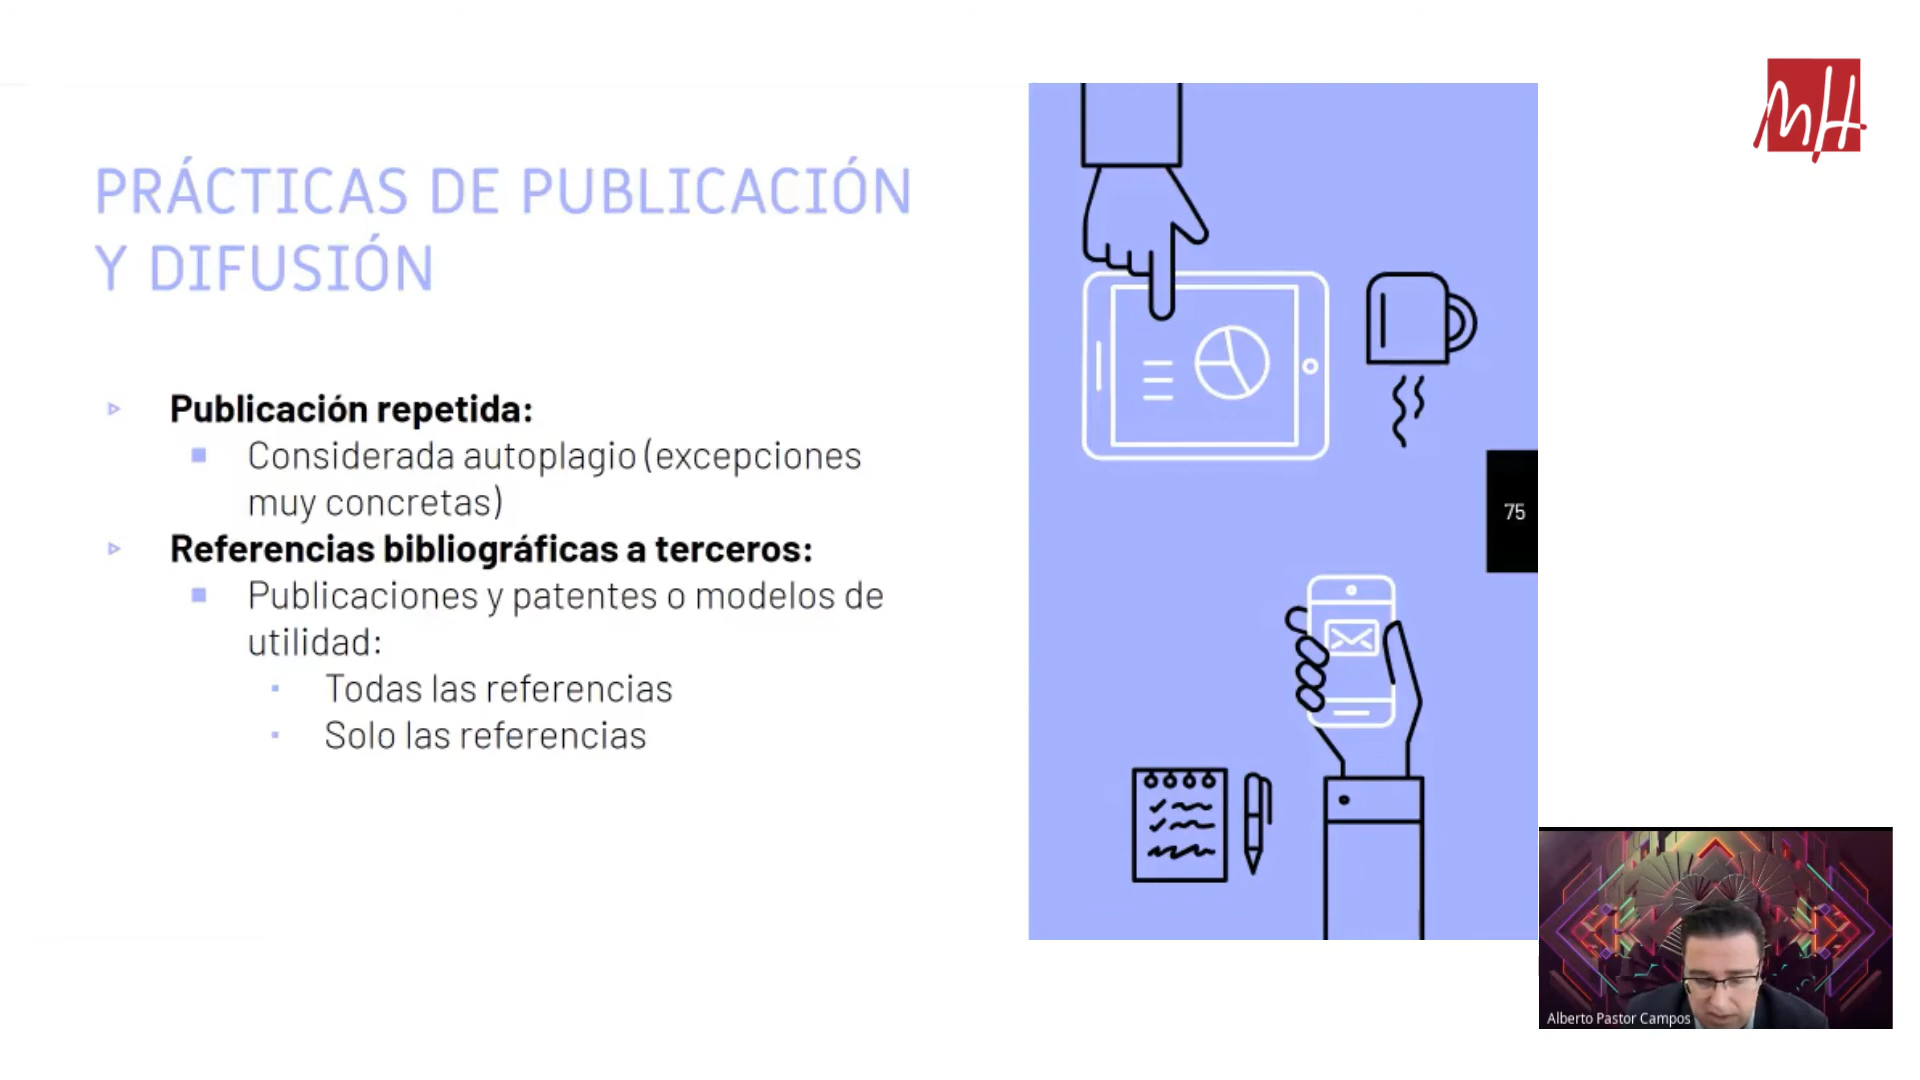 MH
PRÁCTICAS DE PUBLICACIÓN
Y DIFUSIÓN
Publicación repetida:
Considerada autoplagio (excepciones
muy concretas)
Referencias bibliográficas a terceros:
Publicaciones y patentes o modelos de
utilidad:
Todas las referencias
Solo las referencias
75
Alberto Pastor Campos